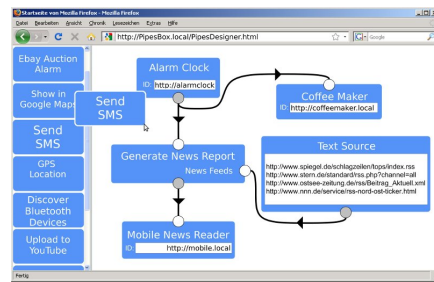 Startseite von Mozilla Firefox - Mozilla Firefox
Datei Bearbeiten Ansicht Chronik Lesezeichen Extras Hilfe
http://PipesBox.local/PipesDesigner.html
Google
Ebay Auction
Alarm
Show in
Google Maps
Send
SMS
Send
SMS
GPS
Location
Discover
Bluetooth
Devices
Upload to
YouTube
Alarm Clock
ID: http://alarmclock
Coffee Maker
ID: http://coffeemaker.local
Generate News Report
News Feeds
Text Source
http://www.spiegel.de/schlagzeilen/tops/index.rss
http://www.stern.de/standard/rss.php?channel=all
http://www.ostsee-zeitung.de/rss/Beitrag_Aktuell.xml
http://www.nnn.de/service/rss-nord-ost-ticker.html
Mobile News Reader
ID: http://mobile.local
Fertig